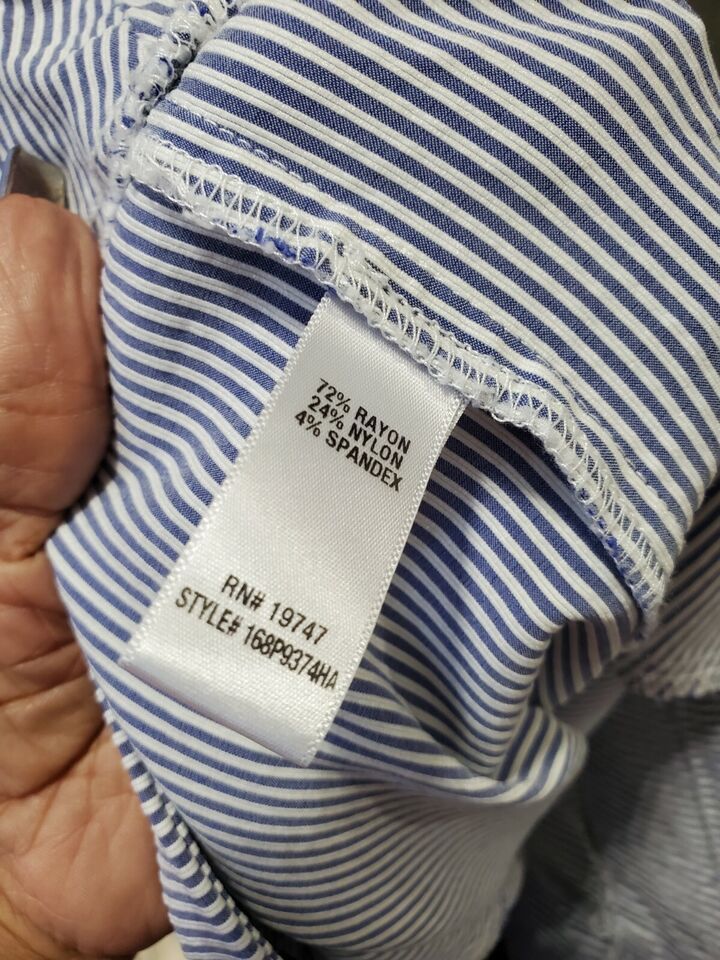 72% RAYON
24% NYLON
4% SPANDEX
RN# 19747
STYLE# 168P9374HA